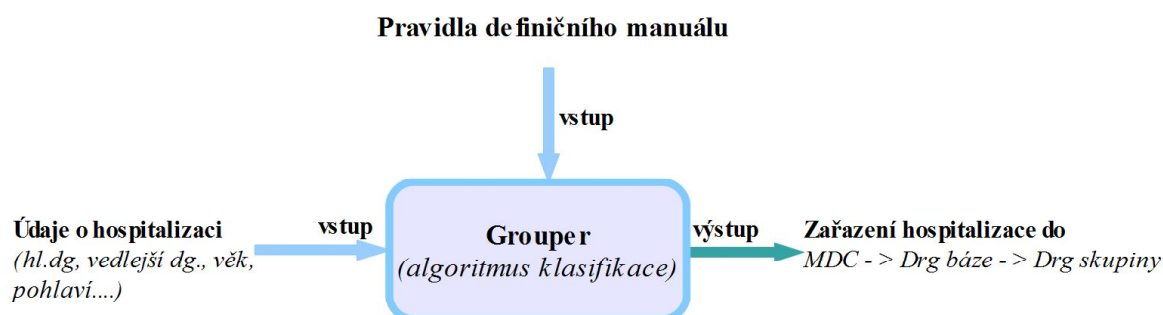 Pravidla definičního manuálu
vstup
Údaje o hospitalizaci
(hl.dg, vedlejší dg., věk,
pohlaví....)
vstup
Grouper
(algoritmus klasifikace)
výstup
Zařazení hospitalizace do
MDC - > Drg báze - > Drg skupiny